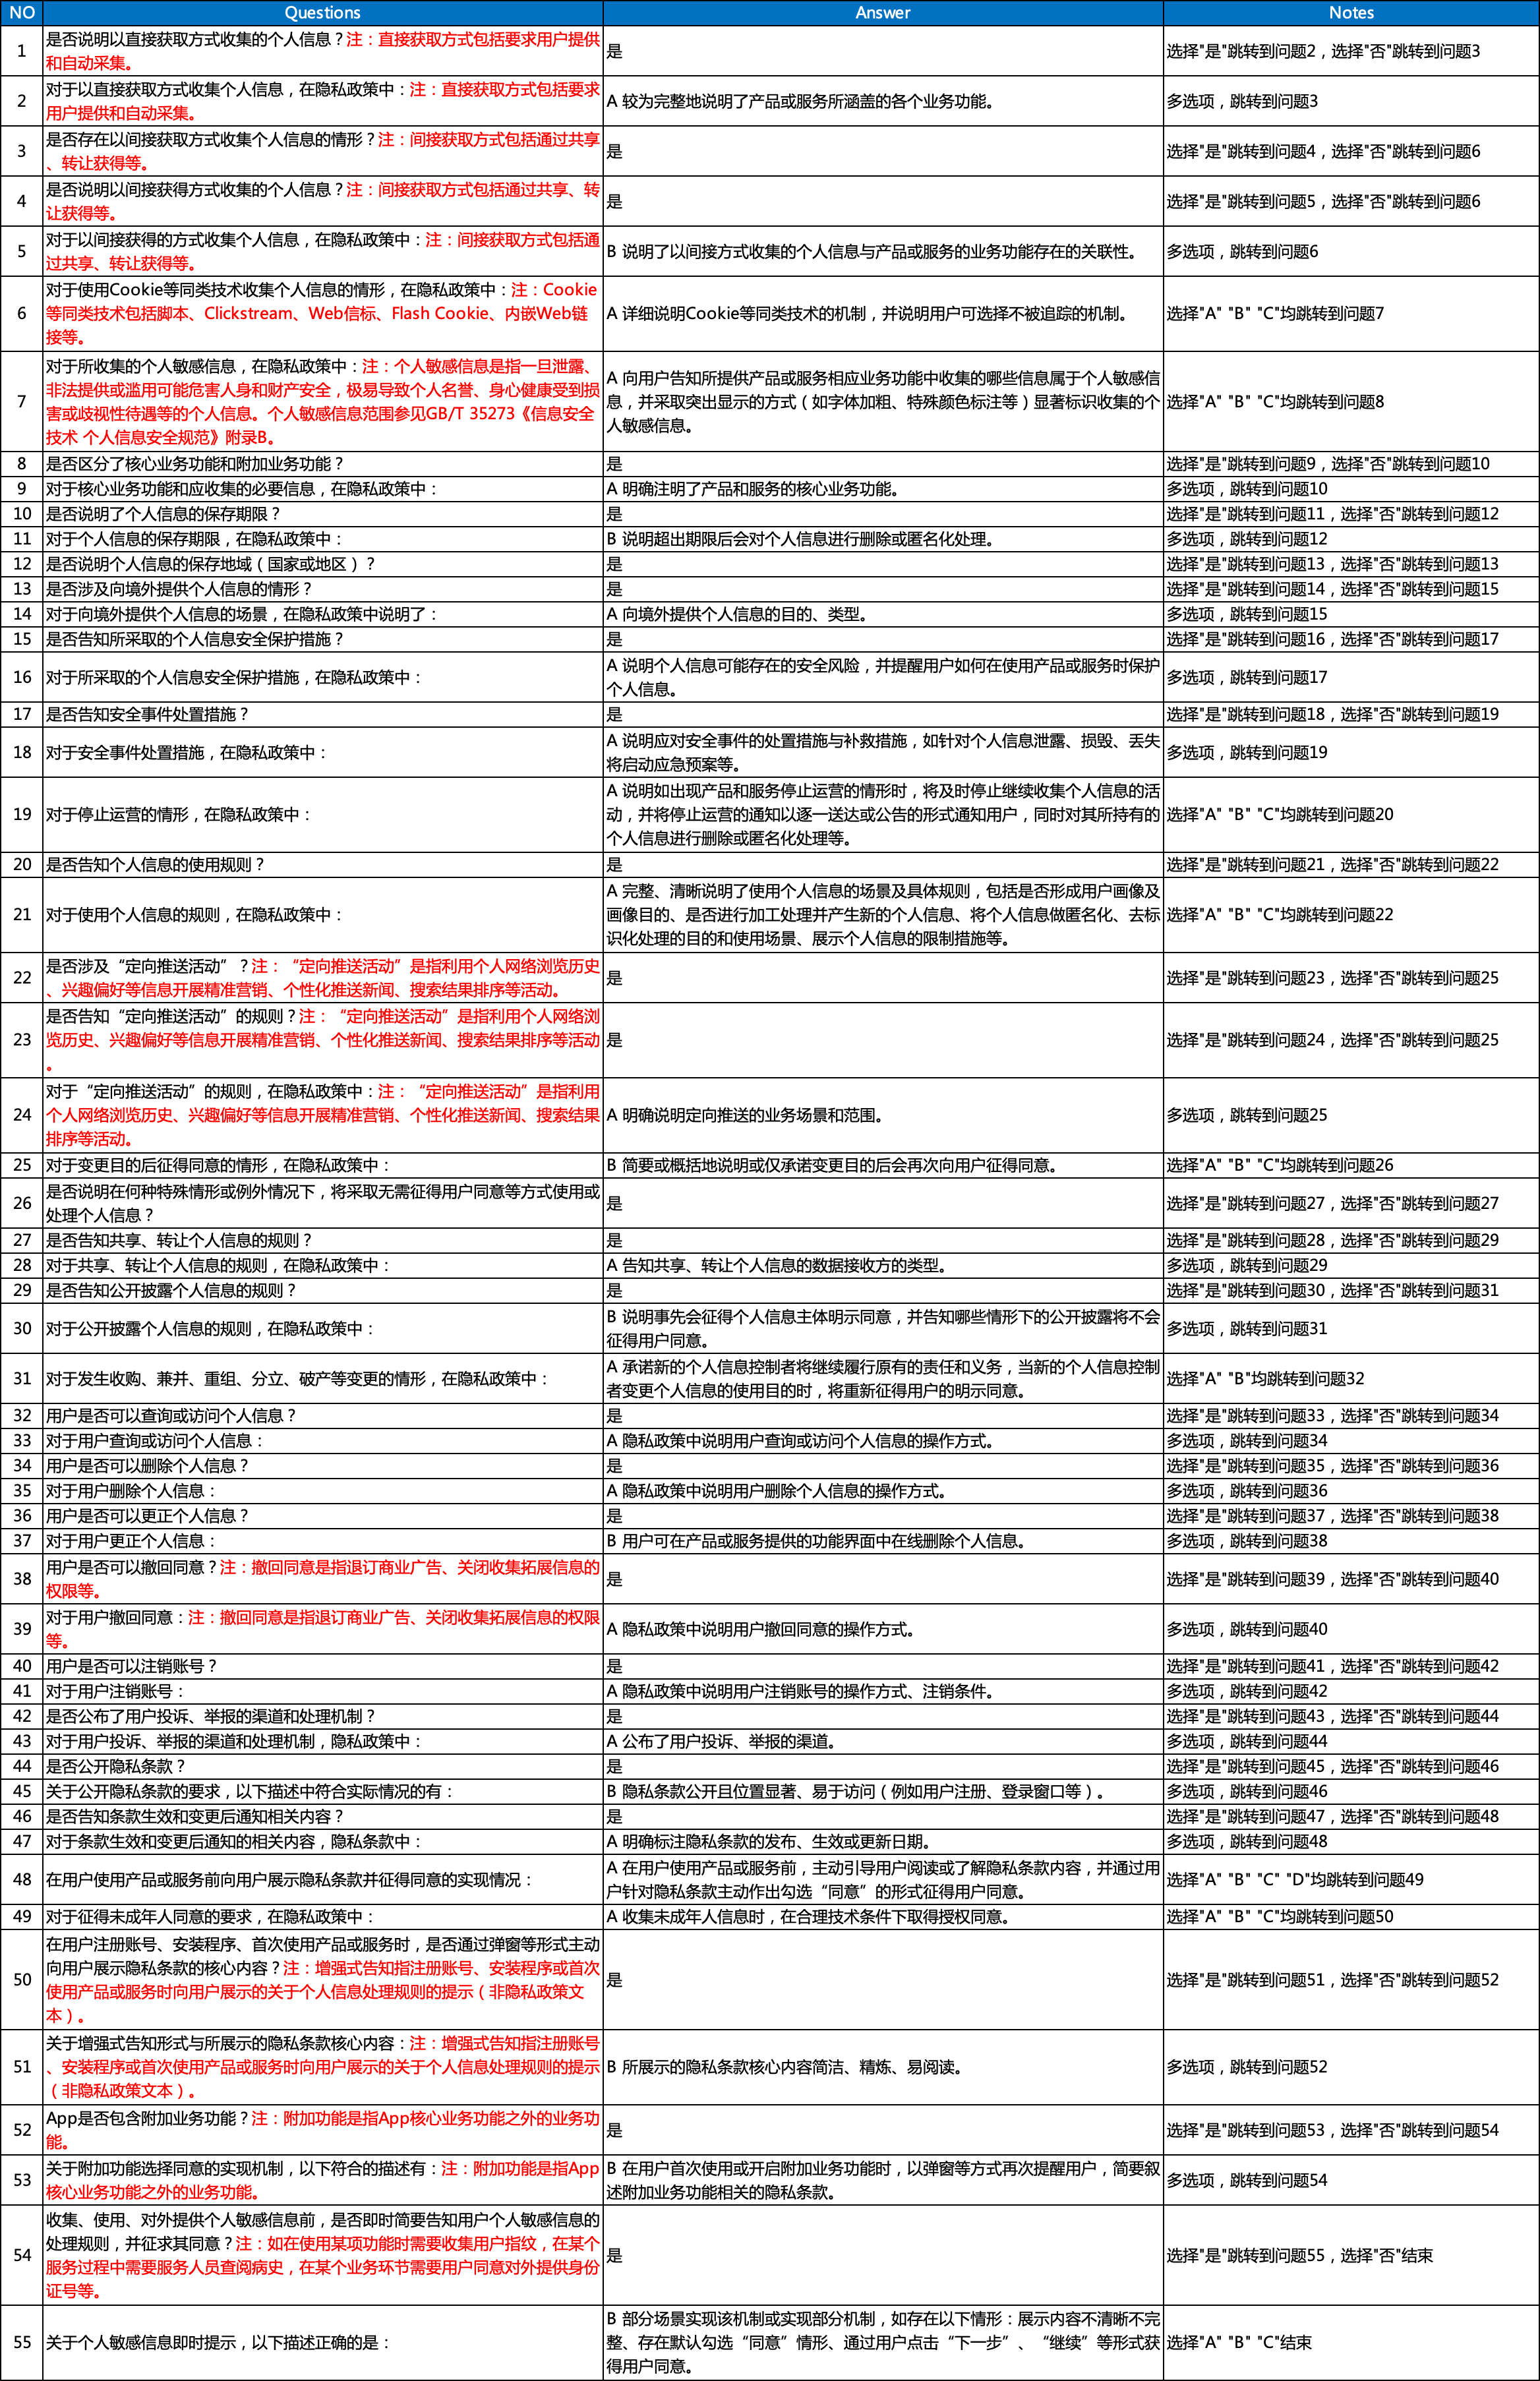 NO Questions Answer Notes
1 是否说明以直接获取方式收集的个人信息？注：直接获取方式包括要求用户提供
和自动采集。 是 选择"是"跳转到问题2，选择"否"跳转到问题3
2 对于以直接获取方式收集个人信息，在隐私政策中：注：直接获取方式包括要求
用户提供和自动采集。 A 较为完整地说明了产品或服务所涵盖的各个业务功能。 多选项，跳转到问题3
3 是否存在以间接获取方式收集个人信息的情形？注：间接获取方式包括通过共享
、转让获得等。 是 选择"是"跳转到问题4，选择"否"跳转到问题6
4 是否说明以间接获得方式收集的个人信息？注：间接获取方式包括通过共享、转
让获得等。 是 选择"是"跳转到问题5，选择"否"跳转到问题6
5 对于以间接获得的方式收集个人信息，在隐私政策中：注：间接获取方式包括通
过共享、转让获得等。 B 说明了以间接方式收集的个人信息与产品或服务的业务功能存在的关联性。 多选项，跳转到问题6
6 对于使用Cookie等同类技术收集个人信息的情形，在隐私政策中：注：Cookie
等同类技术包括脚本、Clickstream、Web信标、Flash Cookie、内嵌Web链
接等。 A 详细说明Cookie等同类技术的机制，并说明用户可选择不被追踪的机制。 选择"A" "B" "C"均跳转到问题7
7 对于所收集的个人敏感信息，在隐私政策中：注：个人敏感信息是指一旦泄露、
非法提供或滥用可能危害人身和财产安全，极易导致个人名誉、身心健康受到损
害或歧视性待遇等的个人信息。个人敏感信息范围参见GB/T 35273《信息安全
技术 个人信息安全规范》附录B。
A 向用户告知所提供产品或服务相应业务功能中收集的哪些信息属于个人敏感信
息，并采取突出显示的方式（如字体加粗、特殊颜色标注等）显著标识收集的个
人敏感信息。
选择"A" "B" "C"均跳转到问题8
8 是否区分了核心业务功能和附加业务功能？ 是 选择"是"跳转到问题9，选择"否"跳转到问题10
9 对于核心业务功能和应收集的必要信息，在隐私政策中： A 明确注明了产品和服务的核心业务功能。 多选项，跳转到问题10
10 是否说明了个人信息的保存期限？ 是 选择"是"跳转到问题11，选择"否"跳转到问题12
11 对于个人信息的保存期限，在隐私政策中： B 说明超出期限后会对个人信息进行删除或匿名化处理。 多选项，跳转到问题12
12 是否说明个人信息的保存地域（国家或地区）？ 是 选择"是"跳转到问题13，选择"否"跳转到问题13
13 是否涉及向境外提供个人信息的情形？ 是 选择"是"跳转到问题14，选择"否"跳转到问题15
14 对于向境外提供个人信息的场景，在隐私政策中说明了： A 向境外提供个人信息的目的、类型。 多选项，跳转到问题15
15 是否告知所采取的个人信息安全保护措施？ 是 选择"是"跳转到问题16，选择"否"跳转到问题17
16 对于所采取的个人信息安全保护措施，在隐私政策中：
A 说明个人信息可能存在的安全风险，并提醒用户如何在使用产品或服务时保护
个人信息。
多选项，跳转到问题17
17 是否告知安全事件处置措施？ 是 选择"是"跳转到问题18，选择"否"跳转到问题19
18 对于安全事件处置措施，在隐私政策中：
A 说明应对安全事件的处置措施与补救措施，如针对个人信息泄露、损毁、丢失
将启动应急预案等。
多选项，跳转到问题19
19 对于停止运营的情形，在隐私政策中：
A 说明如出现产品和服务停止运营的情形时，将及时停止继续收集个人信息的活
动，并将停止运营的通知以逐一送达或公告的形式通知用户，同时对其所持有的
个人信息进行删除或匿名化处理等。
选择"A" "B" "C"均跳转到问题20
20 是否告知个人信息的使用规则？ 是 选择"是"跳转到问题21，选择"否"跳转到问题22
21 对于使用个人信息的规则，在隐私政策中：
A 完整、清晰说明了使用个人信息的场景及具体规则，包括是否形成用户画像及
画像目的、是否进行加工处理并产生新的个人信息、将个人信息做匿名化、去标
识化处理的目的和使用场景、展示个人信息的限制措施等。
选择"A" "B" "C"均跳转到问题22
22 是否涉及“定向推送活动”？注：“定向推送活动”是指利用个人网络浏览历史
、兴趣偏好等信息开展精准营销、个性化推送新闻、搜索结果排序等活动。 是 选择"是"跳转到问题23，选择"否"跳转到问题25
23 是否告知“定向推送活动”的规则？注：“定向推送活动”是指利用个人网络浏
览历史、兴趣偏好等信息开展精准营销、个性化推送新闻、搜索结果排序等活动
。 是 选择"是"跳转到问题24，选择"否"跳转到问题25
24 对于“定向推送活动”的规则，在隐私政策中：注：“定向推送活动”是指利用
个人网络浏览历史、兴趣偏好等信息开展精准营销、个性化推送新闻、搜索结果
排序等活动。 A 明确说明定向推送的业务场景和范围。 多选项，跳转到问题25
25 对于变更目的后征得同意的情形，在隐私政策中： B 简要或概括地说明或仅承诺变更目的后会再次向用户征得同意。 选择"A" "B" "C"均跳转到问题26
26 是否说明在何种特殊情形或例外情况下，将采取无需征得用户同意等方式使用或
处理个人信息？ 是 选择"是"跳转到问题27，选择"否"跳转到问题27
27 是否告知共享、转让个人信息的规则？ 是 选择"是"跳转到问题28，选择"否"跳转到问题29
28 对于共享、转让个人信息的规则，在隐私政策中： A 告知共享、转让个人信息的数据接收方的类型。 多选项，跳转到问题29
29 是否告知公开披露个人信息的规则？ 是 选择"是"跳转到问题30，选择"否"跳转到问题31
30 对于公开披露个人信息的规则，在隐私政策中：
B 说明事先会征得个人信息主体明示同意，并告知哪些情形下的公开披露将不会
征得用户同意。
多选项，跳转到问题31
31 对于发生收购、兼并、重组、分立、破产等变更的情形，在隐私政策中：
A 承诺新的个人信息控制者将继续履行原有的责任和义务，当新的个人信息控制
者变更个人信息的使用目的时，将重新征得用户的明示同意。
选择"A" "B"均跳转到问题32
32 用户是否可以查询或访问个人信息？ 是 选择"是"跳转到问题33，选择"否"跳转到问题34
33 对于用户查询或访问个人信息： A 隐私政策中说明用户查询或访问个人信息的操作方式。 多选项，跳转到问题34
34 用户是否可以删除个人信息？ 是 选择"是"跳转到问题35，选择"否"跳转到问题36
35 对于用户删除个人信息： A 隐私政策中说明用户删除个人信息的操作方式。 多选项，跳转到问题36
36 用户是否可以更正个人信息？ 是 选择"是"跳转到问题37，选择"否"跳转到问题38
37 对于用户更正个人信息： B 用户可在产品或服务提供的功能界面中在线删除个人信息。 多选项，跳转到问题38
38 用户是否可以撤回同意？注：撤回同意是指退订商业广告、关闭收集拓展信息的
权限等。 是 选择"是"跳转到问题39，选择"否"跳转到问题40
39 对于用户撤回同意：注：撤回同意是指退订商业广告、关闭收集拓展信息的权限
等。 A 隐私政策中说明用户撤回同意的操作方式。 多选项，跳转到问题40
40 用户是否可以注销账号？ 是 选择"是"跳转到问题41，选择"否"跳转到问题42
41 对于用户注销账号： A 隐私政策中说明用户注销账号的操作方式、注销条件。 多选项，跳转到问题42
42 是否公布了用户投诉、举报的渠道和处理机制？ 是 选择"是"跳转到问题43，选择"否"跳转到问题44
43 对于用户投诉、举报的渠道和处理机制，隐私政策中： A 公布了用户投诉、举报的渠道。 多选项，跳转到问题44
44 是否公开隐私条款？ 是 选择"是"跳转到问题45，选择"否"跳转到问题46
45 关于公开隐私条款的要求，以下描述中符合实际情况的有： B 隐私条款公开且位置显著、易于访问（例如用户注册、登录窗口等）。 多选项，跳转到问题46
46 是否告知条款生效和变更后通知相关内容？ 是 选择"是"跳转到问题47，选择"否"跳转到问题48
47 对于条款生效和变更后通知的相关内容，隐私条款中： A 明确标注隐私条款的发布、生效或更新日期。 多选项，跳转到问题48
48 在用户使用产品或服务前向用户展示隐私条款并征得同意的实现情况：
A 在用户使用产品或服务前，主动引导用户阅读或了解隐私条款内容，并通过用
户针对隐私条款主动作出勾选“同意”的形式征得用户同意。
选择"A" "B" "C" "D"均跳转到问题49
49 对于征得未成年人同意的要求，在隐私政策中： A 收集未成年人信息时，在合理技术条件下取得授权同意。 选择"A" "B" "C"均跳转到问题50
50 在用户注册账号、安装程序、首次使用产品或服务时，是否通过弹窗等形式主动
向用户展示隐私条款的核心内容？注：增强式告知指注册账号、安装程序或首次
使用产品或服务时向用户展示的关于个人信息处理规则的提示（非隐私政策文
本）。 是 选择"是"跳转到问题51，选择"否"跳转到问题52
51 关于增强式告知形式与所展示的隐私条款核心内容：注：增强式告知指注册账号
、安装程序或首次使用产品或服务时向用户展示的关于个人信息处理规则的提示
（非隐私政策文本）。 B 所展示的隐私条款核心内容简洁、精炼、易阅读。 多选项，跳转到问题52
52 App是否包含附加业务功能？注：附加功能是指App核心业务功能之外的业务功
能。 是 选择"是"跳转到问题53，选择"否"跳转到问题54
53 关于附加功能选择同意的实现机制，以下符合的描述有：注：附加功能是指App
核心业务功能之外的业务功能。
B 在用户首次使用或开启附加业务功能时，以弹窗等方式再次提醒用户，简要叙
述附加业务功能相关的隐私条款。
多选项，跳转到问题54
54 收集、使用、对外提供个人敏感信息前，是否即时简要告知用户个人敏感信息的
处理规则，并征求其同意？注：如在使用某项功能时需要收集用户指纹，在某个
服务过程中需要服务人员查阅病史，在某个业务环节需要用户同意对外提供身份
证号等。 是 选择"是"跳转到问题55，选择"否"结束
55 关于个人敏感信息即时提示，以下描述正确的是：
B 部分场景实现该机制或实现部分机制，如存在以下情形：展示内容不清晰不完
整、存在默认勾选“同意”情形、通过用户点击“下一步”、“继续”等形式获
得用户同意。
选择"A" "B" "C"结束